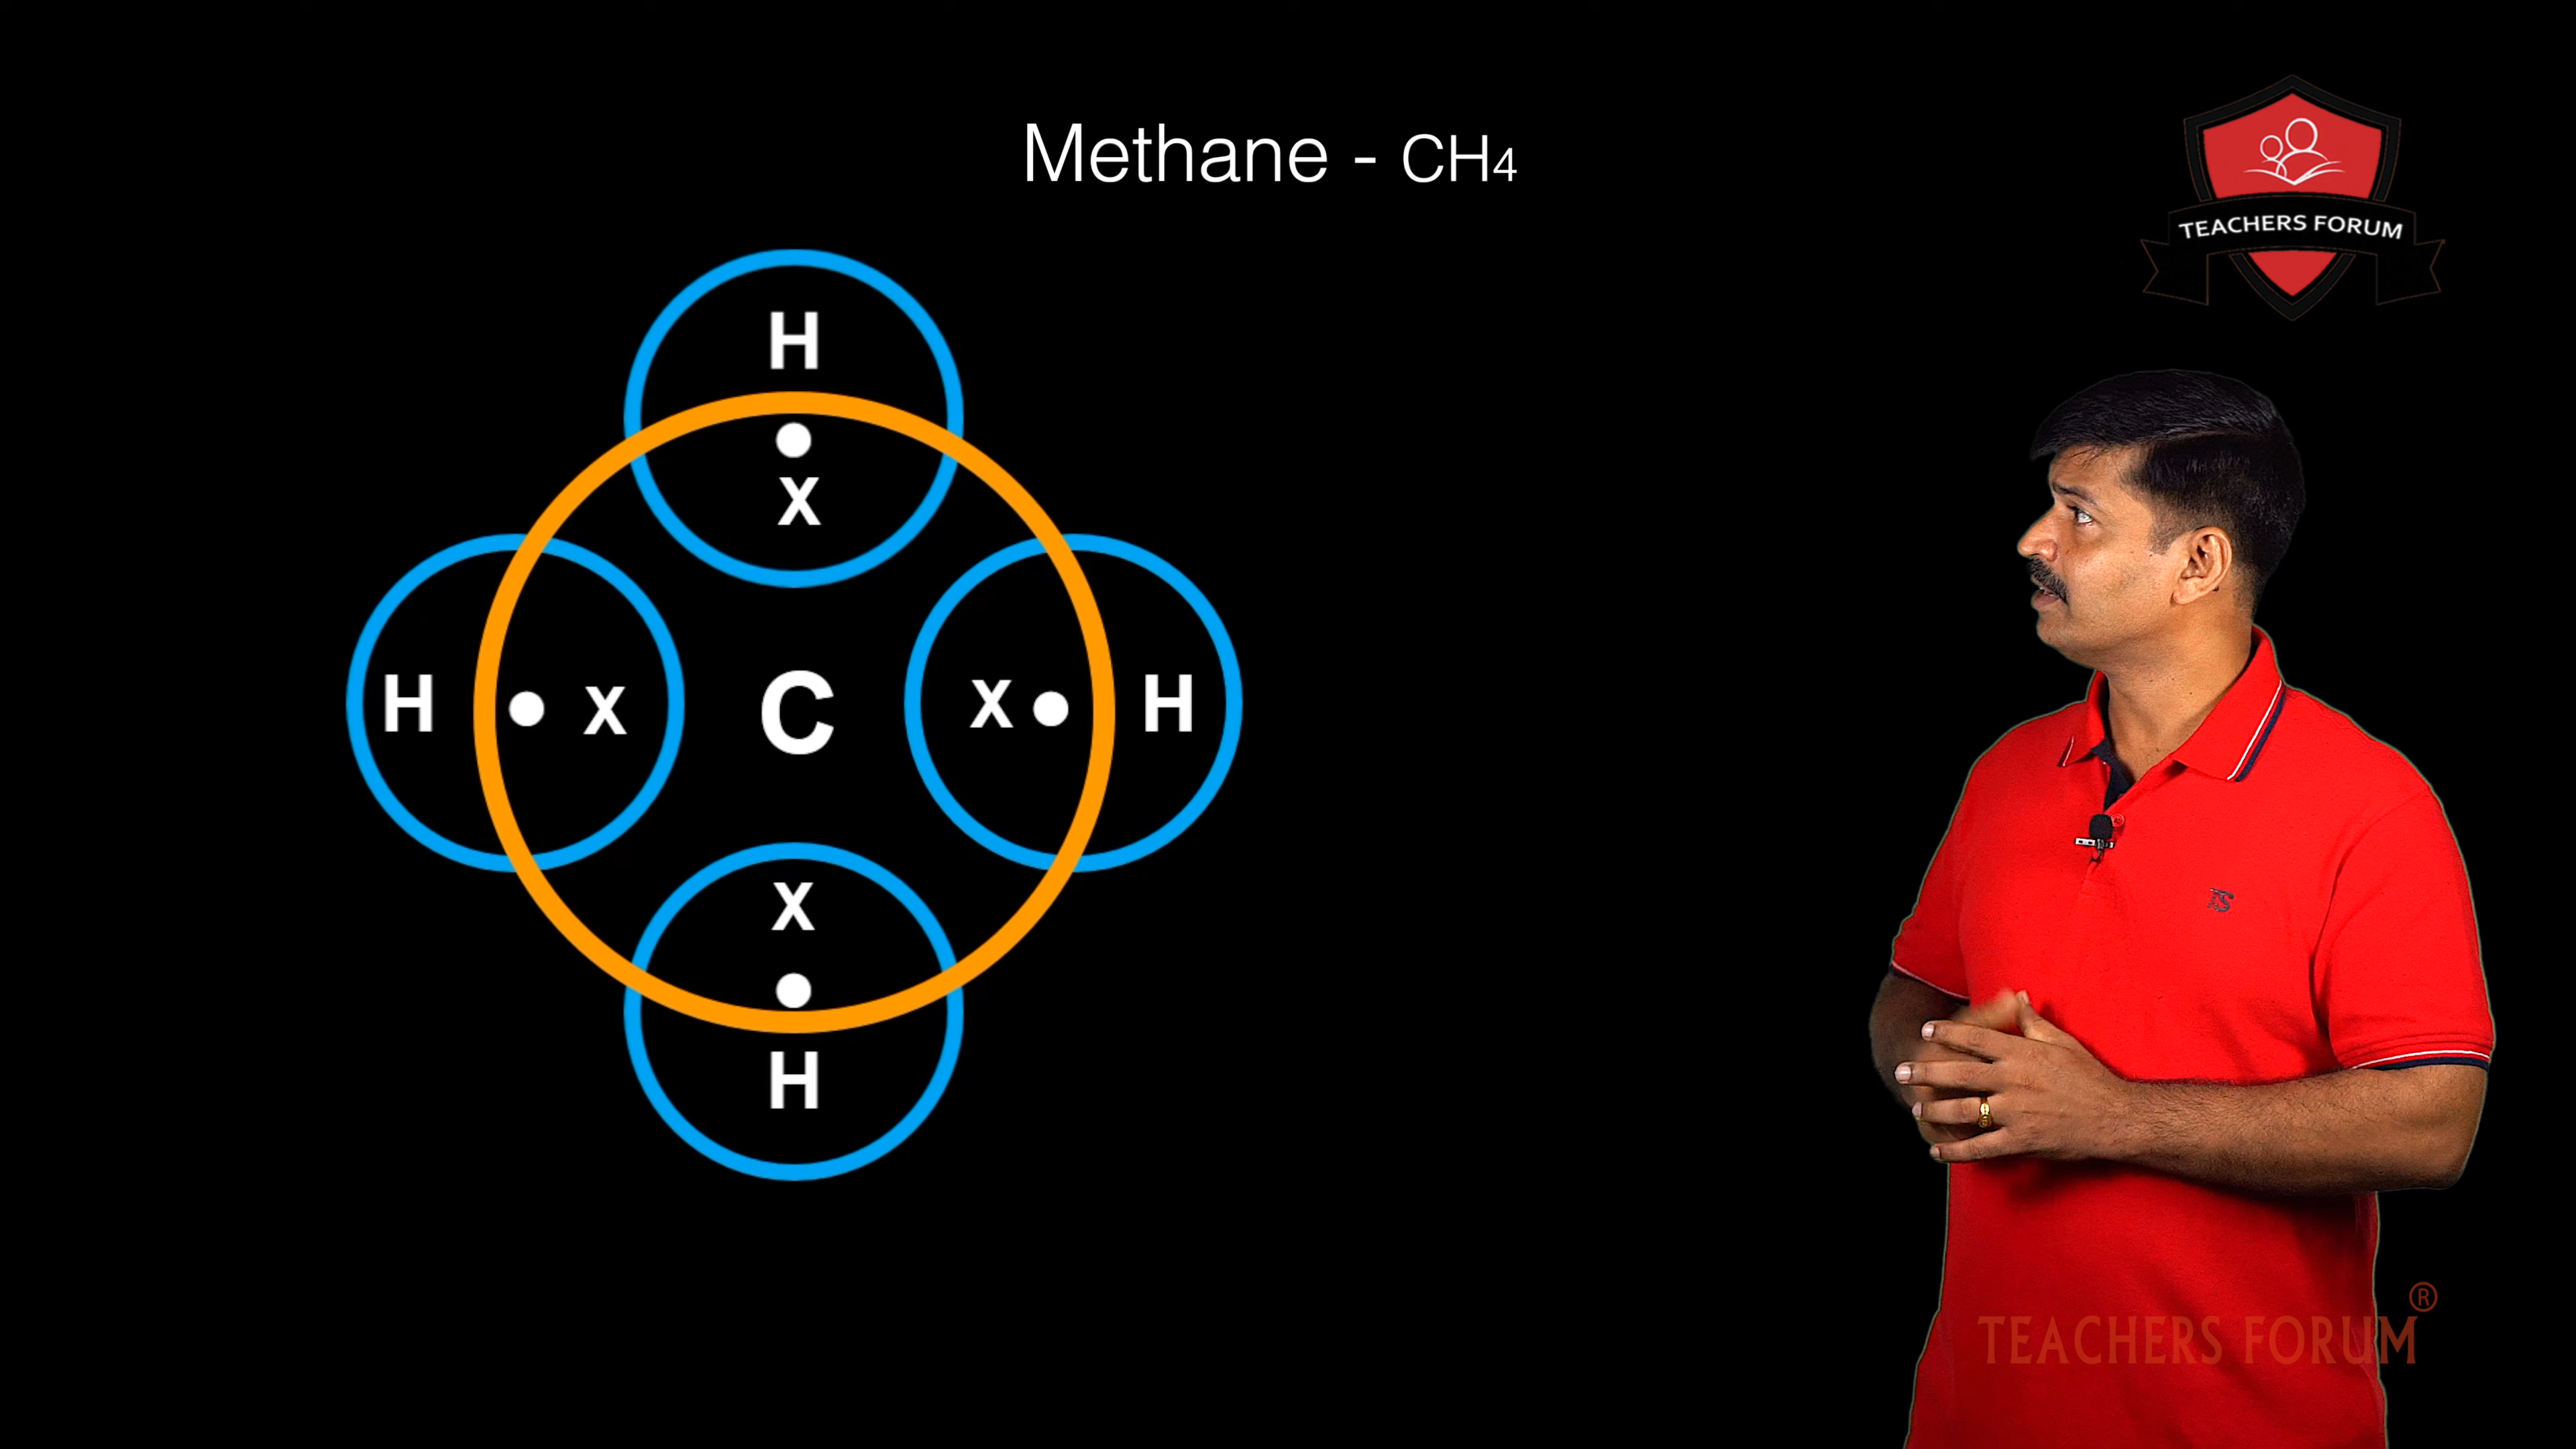 Methane - CH4
TEACHERS FORUM
H
•
X
H • X C X • H
X
•
H
TEACHERS FORUM®